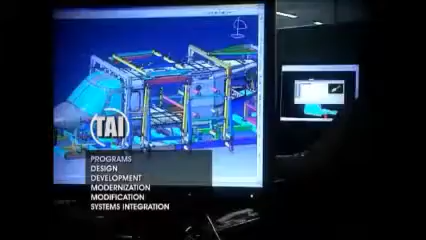 TAI
PROGRAMS
DESIGN
DEVELOPMENT
MODERNIZATION
MODIFICATION
SYSTEMS INTEGRATION